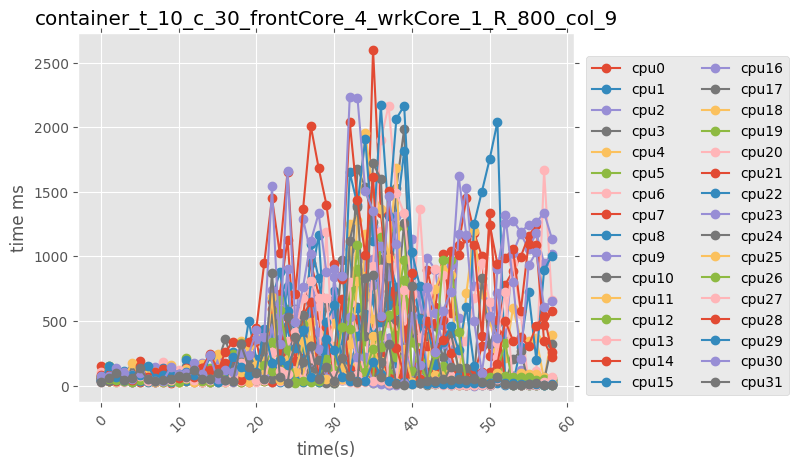 container_t_10_c_30_frontCore_4_wrkCore_1_R_800_col_9
time ms
2500
2000
1500
1000
500
0
0 10 20 30 40 50 60
time(s)
cpu0 cpu16
cpu1 cpu17
cpu2 cpu18
cpu3 cpu19
cpu4 cpu20
cpu5 cpu21
cpu6 cpu22
cpu7 cpu23
cpu8 cpu24
cpu9 cpu25
cpu10 cpu26
cpu11 cpu27
cpu12 cpu28
cpu13 cpu29
cpu14 cpu30
cpu15 cpu31